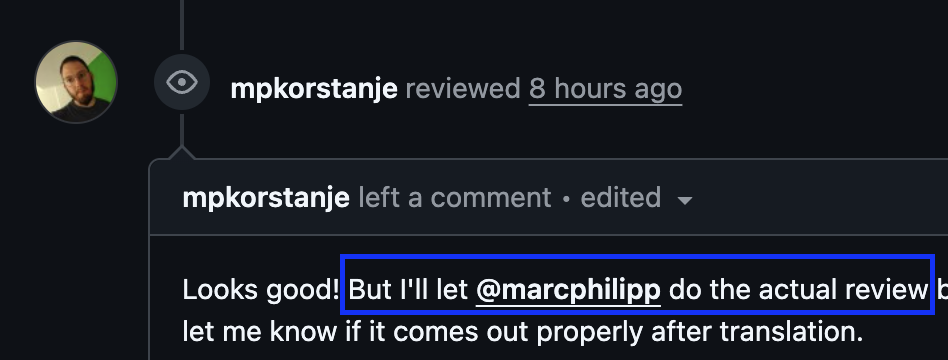 mpkorstanje reviewed 8 hours ago
mpkorstanje left a comment • edited
Looks good! But I'll let @marcphilipp do the actual review
let me know if it comes out properly after translation.